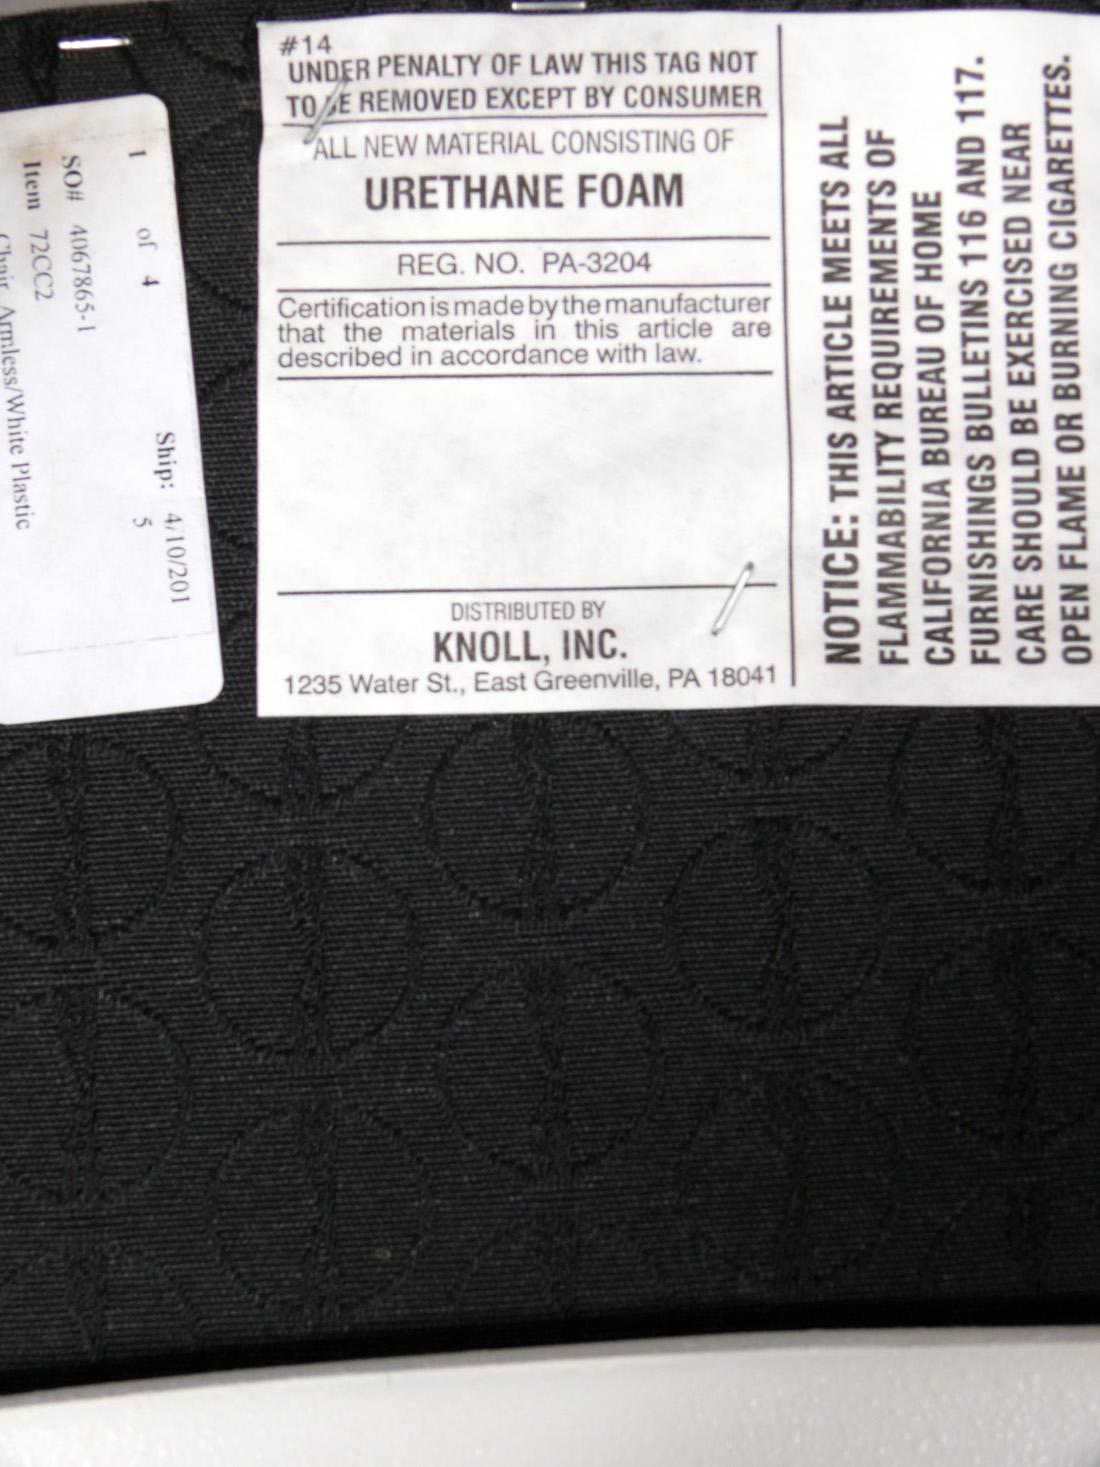 1 of 4
Ship: 4/10/201
5
SO# 4067865-1
Item 72CC2
Chair, Armless/White Plastic
#14
UNDER PENALTY OF LAW THIS TAG NOT
TO BE REMOVED EXCEPT BY CONSUMER
ALL NEW MATERIAL CONSISTING OF
URETHANE FOAM
REG. NO. PA-3204
Certification is made by the manufacturer
that the materials in this article are
described in accordance with law.
DISTRIBUTED BY
KNOLL, INC.
1235 Water St., East Greenville, PA 18041
NOTICE: THIS ARTICLE MEETS ALL
FLAMMABILITY REQUIREMENTS OF
CALIFORNIA BUREAU OF HOME
FURNISHINGS BULLETINS 116 AND 117.
CARE SHOULD BE EXERCISED NEAR
OPEN FLAME OR BURNING CIGARETTES.